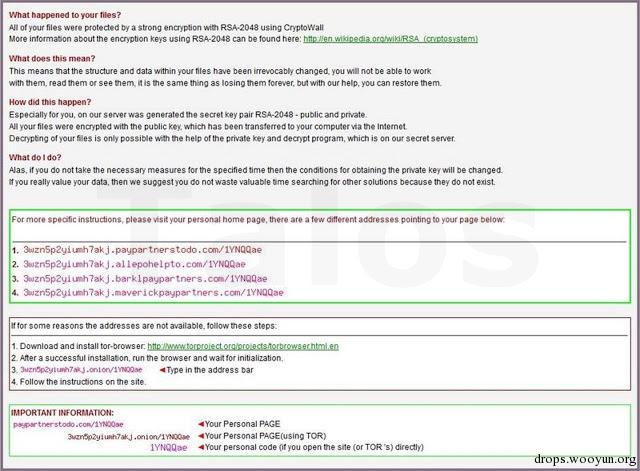 What happened to your files?
All of your files were protected by a strong encryption with RSA-2048 using CryptoWall
More information about the encryption keys using RSA-2048 can be found here: http://en.wikipedia.org/wiki/RSA_(cryptosystem)
What does this mean?
This means that the structure and data within your files have been irrevocably changed, you will not be able to work
with them, read them or see them, it is the same thing as losing them forever, but with our help, you can restore them.
How did this happen?
Especially for you, on our server was generated the secret key pair RSA-2048 - public and private.
All your files were encrypted with the public key, which has been transferred to your computer via the Internet.
Decrypting of your files is only possible with the help of the private key and decrypt program, which is on our secret server.
What do I do?
Alas, if you do not take the necessary measures for the specified time then the conditions for obtaining the private key will be changed.
If you really value your data, then we suggest you do not waste valuable time searching for other solutions because they do not exist.
Talos
For more specific instructions, please visit your personal home page, there are a few different addresses pointing to your page below:
1. 3wzn5p2yiumh7akj.paypartnerstodo.com/1YNQQae
2. 3wzn5p2yiumh7akj.allepohelpto.com/1YNQQae
3. 3wzn5p2yiumh7akj.barklpaypartners.com/1YNQQae
4. 3wzn5p2yiumh7akj.maverickpaypartners.com/1YNQQae
If for some reasons the addresses are not available, follow these steps:
1. Download and install tor-browser: http://www.torproject.org/projects/torbrowser.html.en
2. After a successful installation, run the browser and wait for initialization.
3. 3wzn5p2yiumh7akj.onion/1YNQQae ◄Type in the address bar
4. Follow the instructions on the site.
IMPORTANT INFORMATION:
paypartnerstodo.com/1YNQQae ◄Your Personal PAGE
3wzn5p2yiumh7akj.onion/1YNQQae ◄Your Personal PAGE(using TOR)
1YNQQae ◄Your personal code (if you open the site (or TOR 's) directly)
drops.wooyun.org